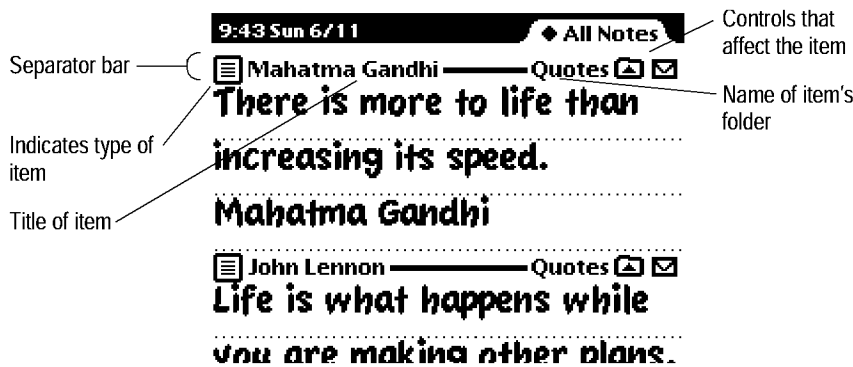 9:43 Sun 6/11
◆ All Notes
Controls that
affect the item
Separator bar
Mahatma Gandhi
Quotes
Name of item's
folder
There is more to life than
increasing its speed.
Mahatma Gandhi
Indicates type of
item
Title of item
John Lennon
Quotes
Life is what happens while
you are making other plans.